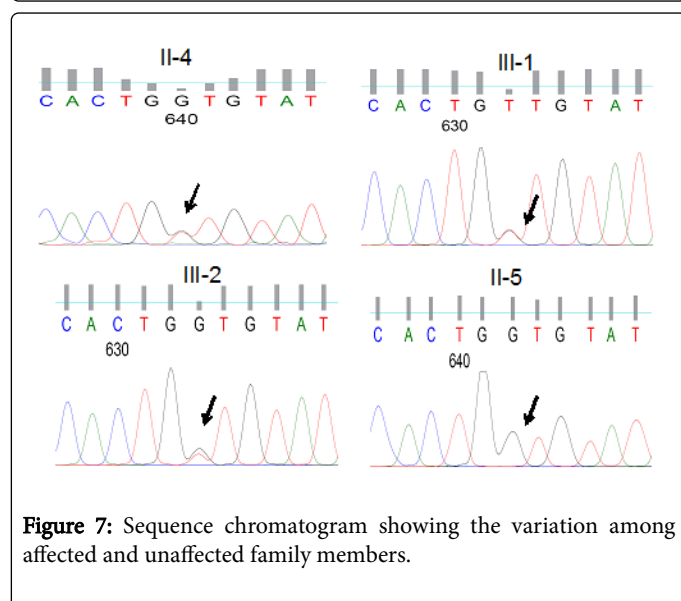 II-4
C A C T G G T G T A T
640
III-1
C A C T G T T G T A T
630
III-2
C A C T G G T G T A T
630
II-5
C A C T G G T G T A T
640
Figure 7: Sequence chromatogram showing the variation among
affected and unaffected family members.